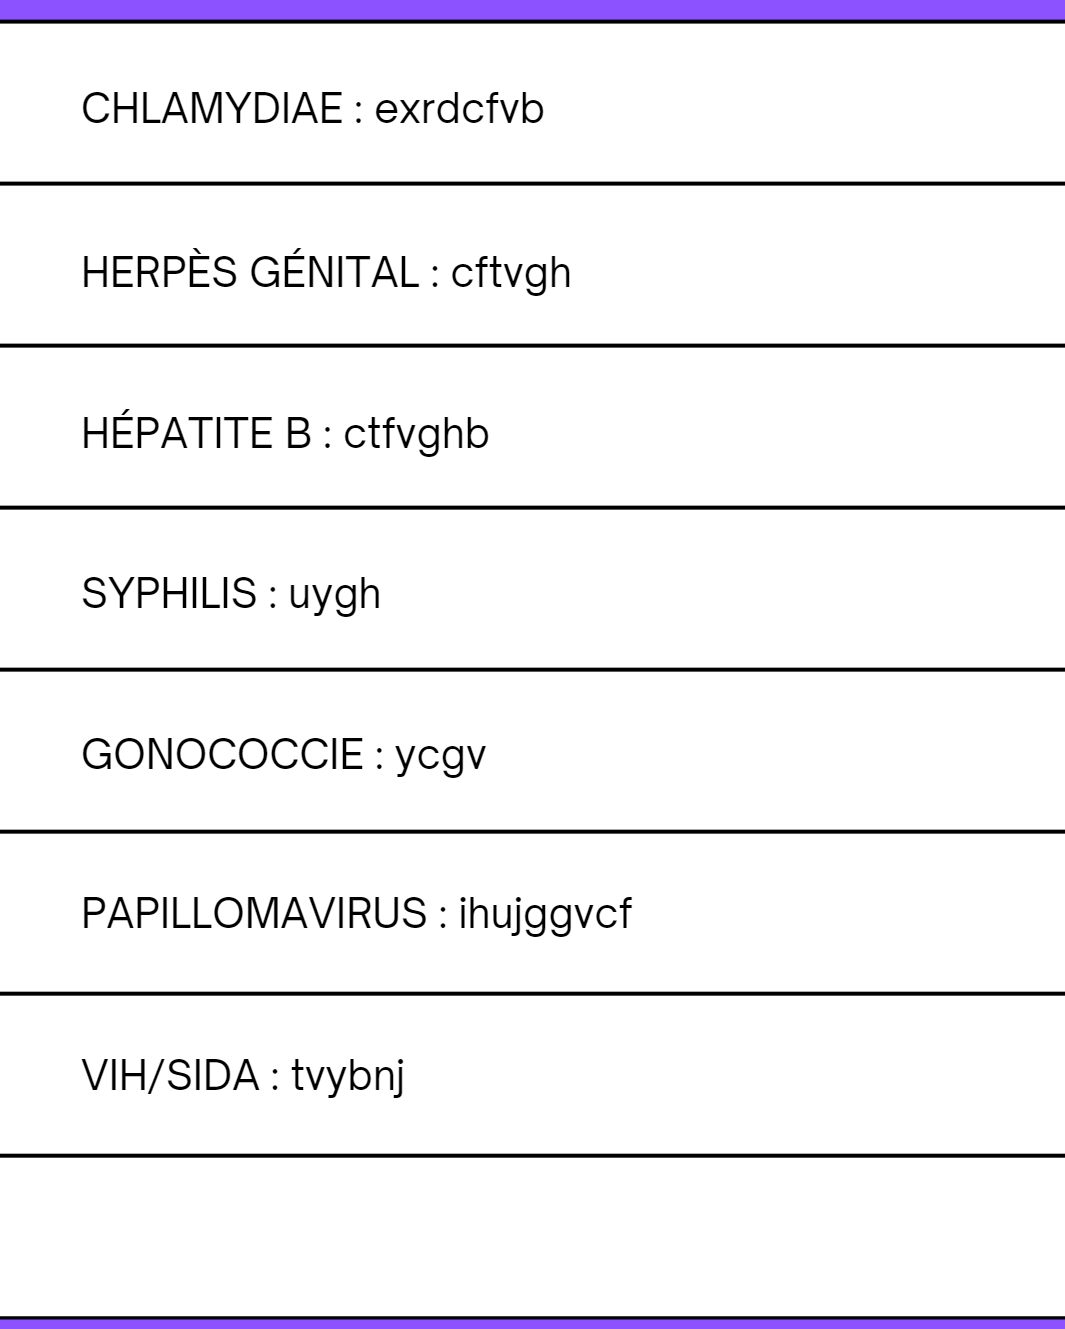 CHLAMYDIAE : exrdcfvb
HERPÈS GÉNITAL : cftvgh
HÉPATITE B : ctfvghb
SYPHILIS : uygh
GONOCOCCIE : ycgv
PAPILLOMAVIRUS : ihujggvcf
VIH/SIDA : tvybnj